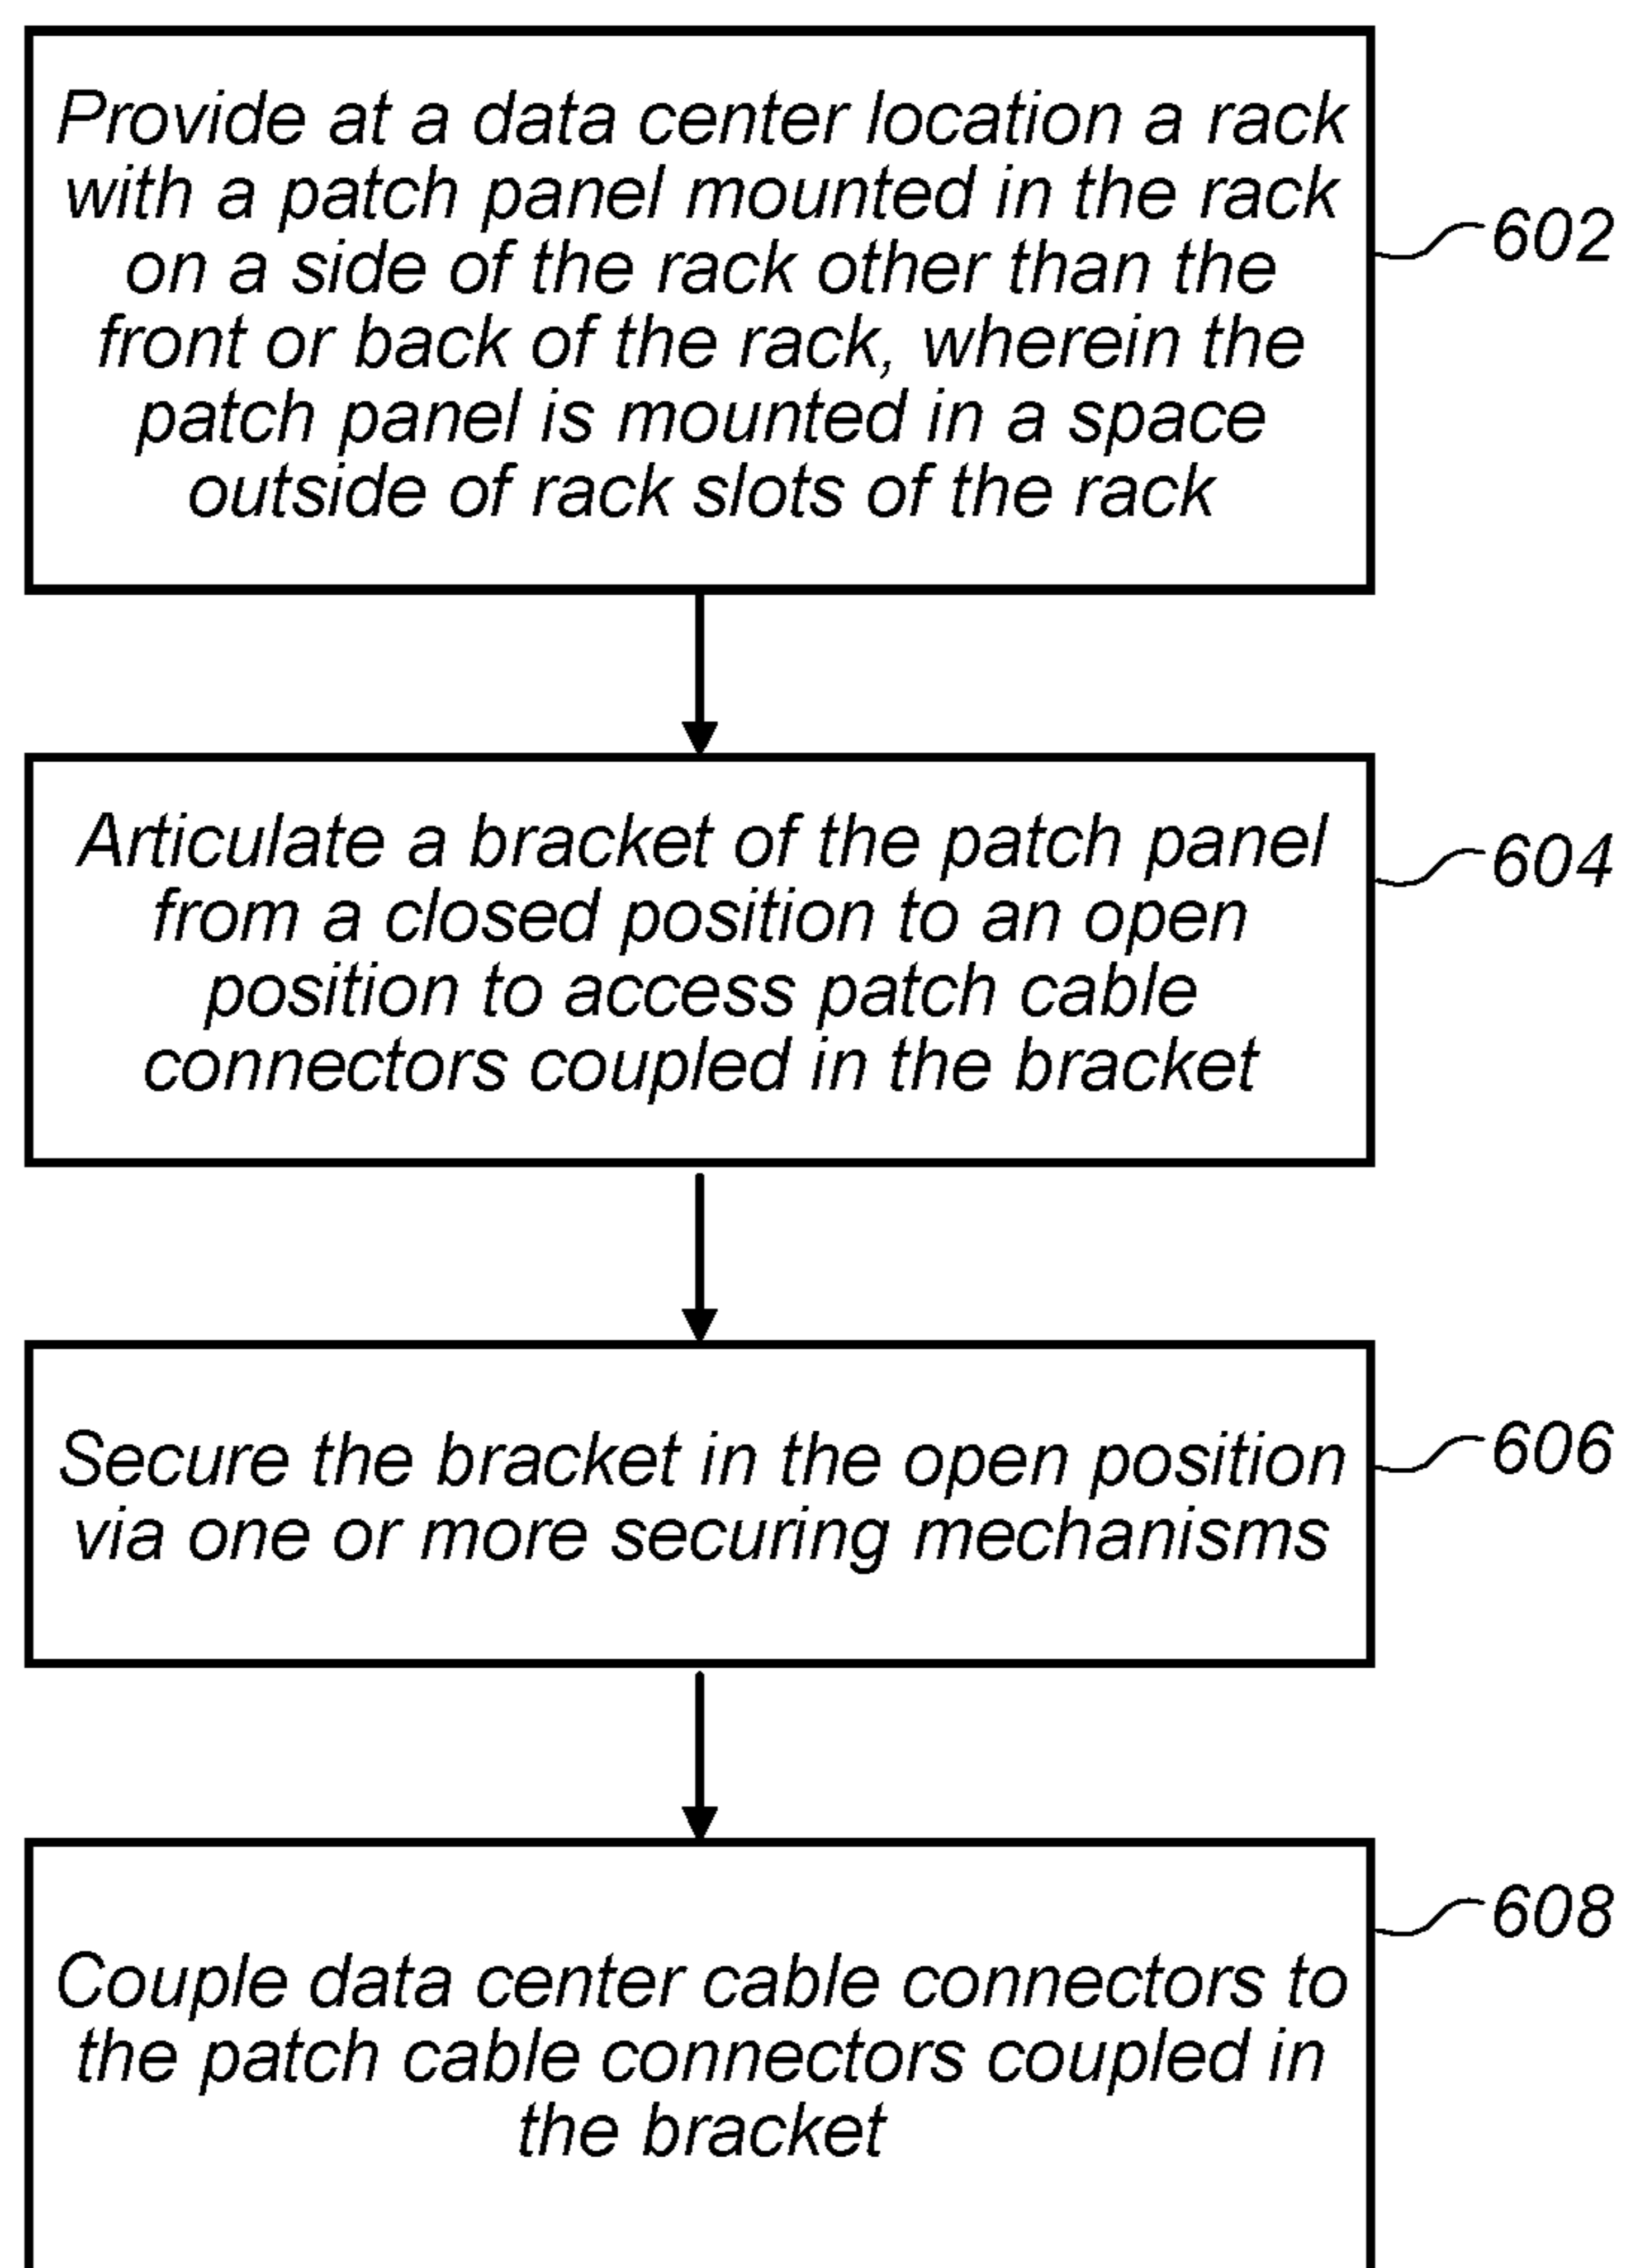 Provide at a data center location a rack
with a patch panel mounted in the rack
on a side of the rack other than the
front or back of the rack, wherein the
patch panel is mounted in a space
outside of rack slots of the rack
602
Articulate a bracket of the patch panel
from a closed position to an open
position to access patch cable
connectors coupled in the bracket
604
Secure the bracket in the open position
via one or more securing mechanisms
606
Couple data center cable connectors to
the patch cable connectors coupled in
the bracket
608